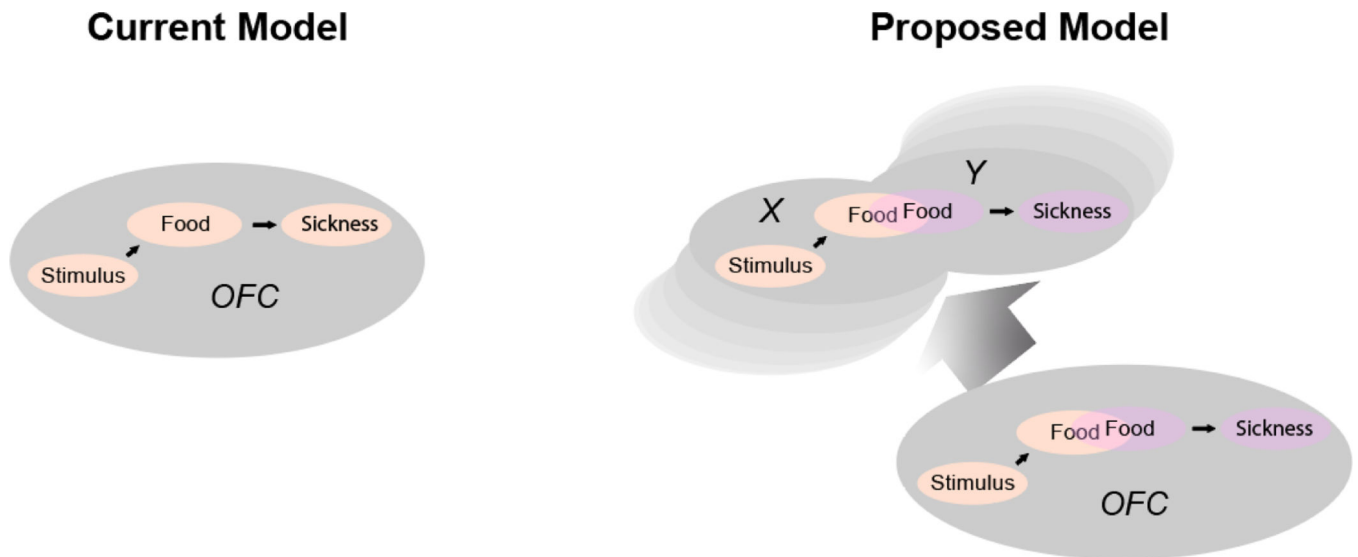 Current Model
Proposed Model
Food
Sickness
Stimulus
OFC
X
Y
Food
Food
Sickness
Stimulus
Food
Food
Sickness
Stimulus
OFC